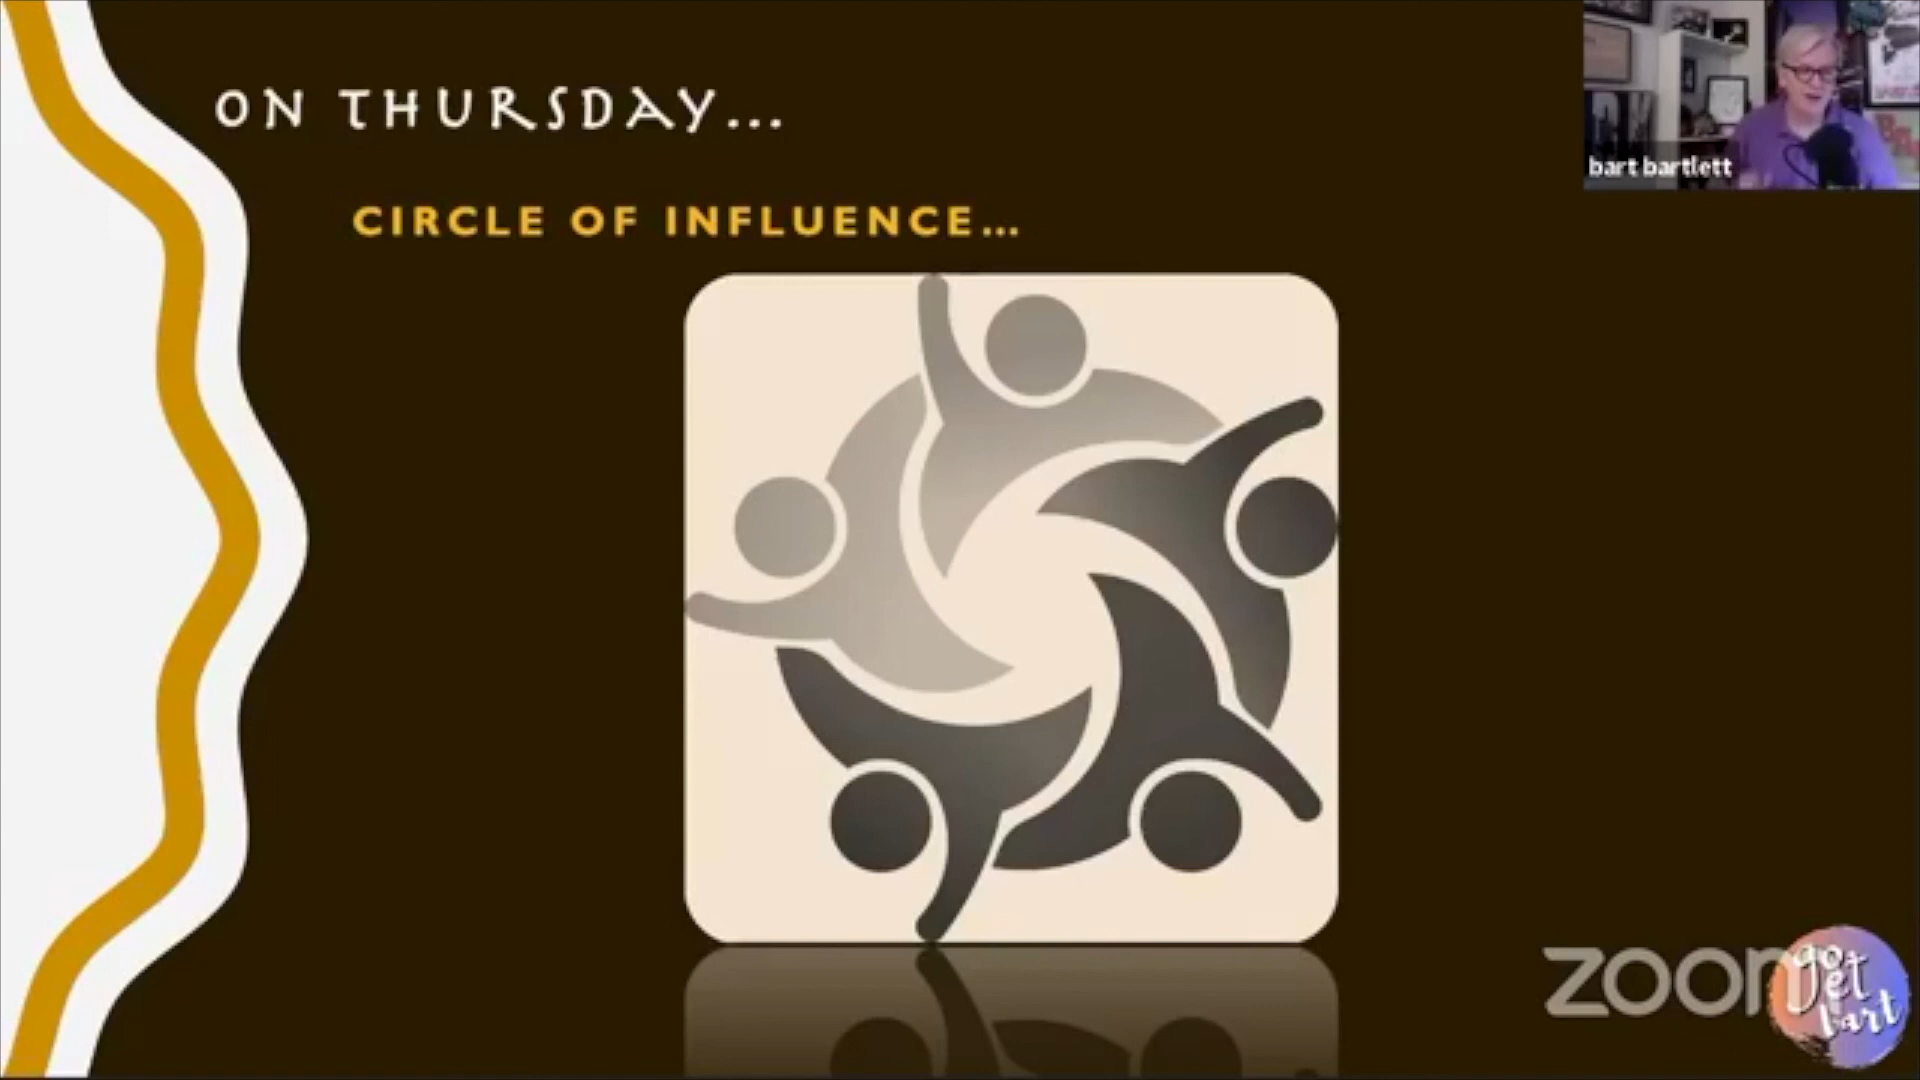 ON THURSDAY...
CIRCLE OF INFLUENCE...
bart bartlett
zoom
go
get
bart